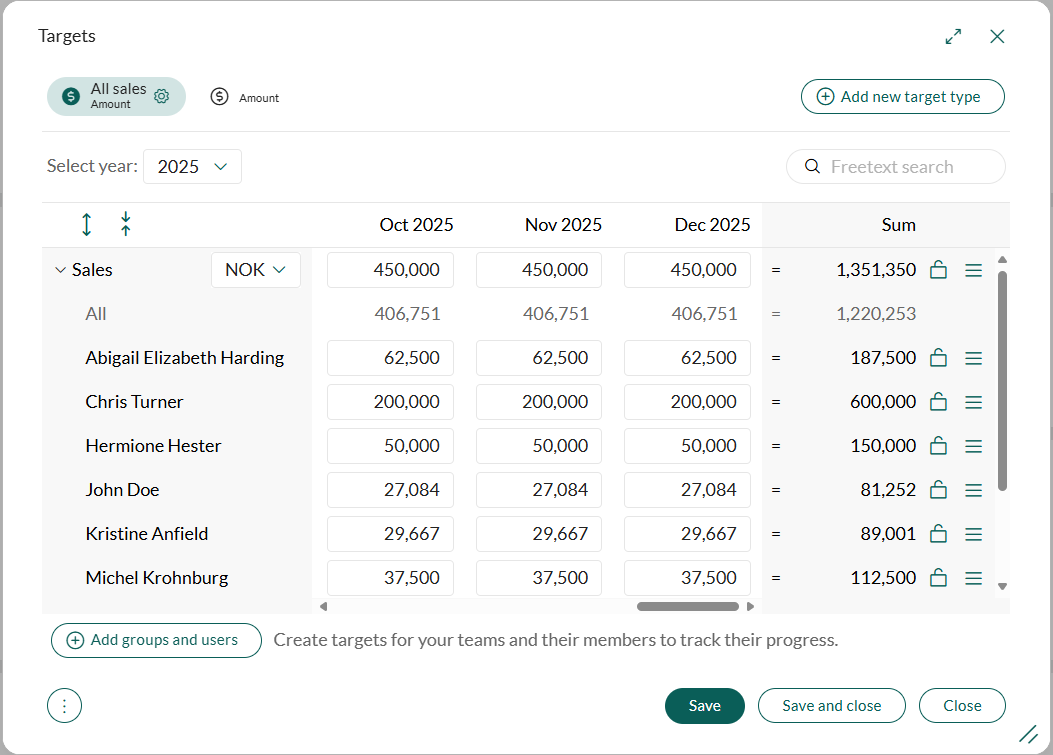 Targets
All sales
Amount
Amount
Add new target type
Select year: 2025
Freetext search
Oct 2025 Nov 2025 Dec 2025 Sum
Sales NOK 450,000 450,000 450,000 = 1,351,350
All 406,751 406,751 406,751 = 1,220,253
Abigail Elizabeth Harding 62,500 62,500 62,500 = 187,500
Chris Turner 200,000 200,000 200,000 = 600,000
Hermione Hester 50,000 50,000 50,000 = 150,000
John Doe 27,084 27,084 27,084 = 81,252
Kristine Anfield 29,667 29,667 29,667 = 89,001
Michel Krohnburg 37,500 37,500 37,500 = 112,500
Add groups and users Create targets for your teams and their members to track their progress.
Save Save and close Close